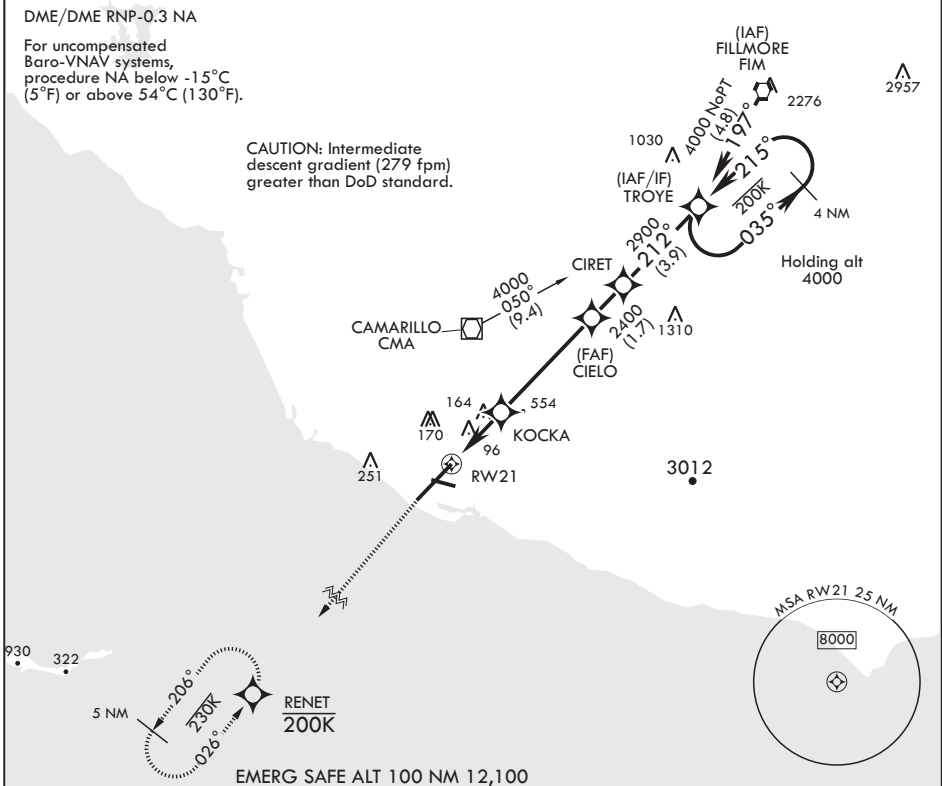 DME/DME RNP-0.3 NA
For uncompensated
Baro-VNAV systems,
procedure NA below -15°C
(5°F) or above 54°C (130°F).
CAUTION: Intermediate
descent gradient (279 fpm)
greater than DoD standard.
(IAF)
FILLMORE
FIM
2276
2957
4000 NoPT
(4.8)
197°
1030
215°
(IAF/IF)
TROYE
200K
035°
4 NM
Holding alt
4000
2900
212°
(3.9)
CIRET
4000
050°
(9.4)
CAMARILLO
CMA
2400
(1.7)
1310
(FAF)
CIELO
164
554
170
KOCKA
96
251
RW21
3012
MSA RW21 25 NM
8000
930
322
206°
230K
026°
5 NM
RENET
200K
EMERG SAFE ALT 100 NM 12,100